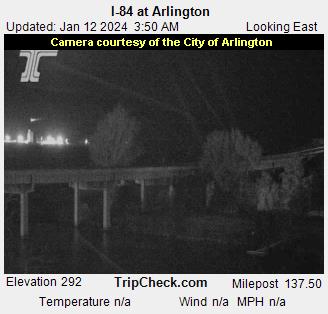 I-84 at Arlington
Updated: Jan 12 2024 3:50 AM Looking East
Camera courtesy of the City of Arlington
Elevation 292 TripCheck.com Milepost 137.50
Temperature n/a Wind n/a MPH n/a